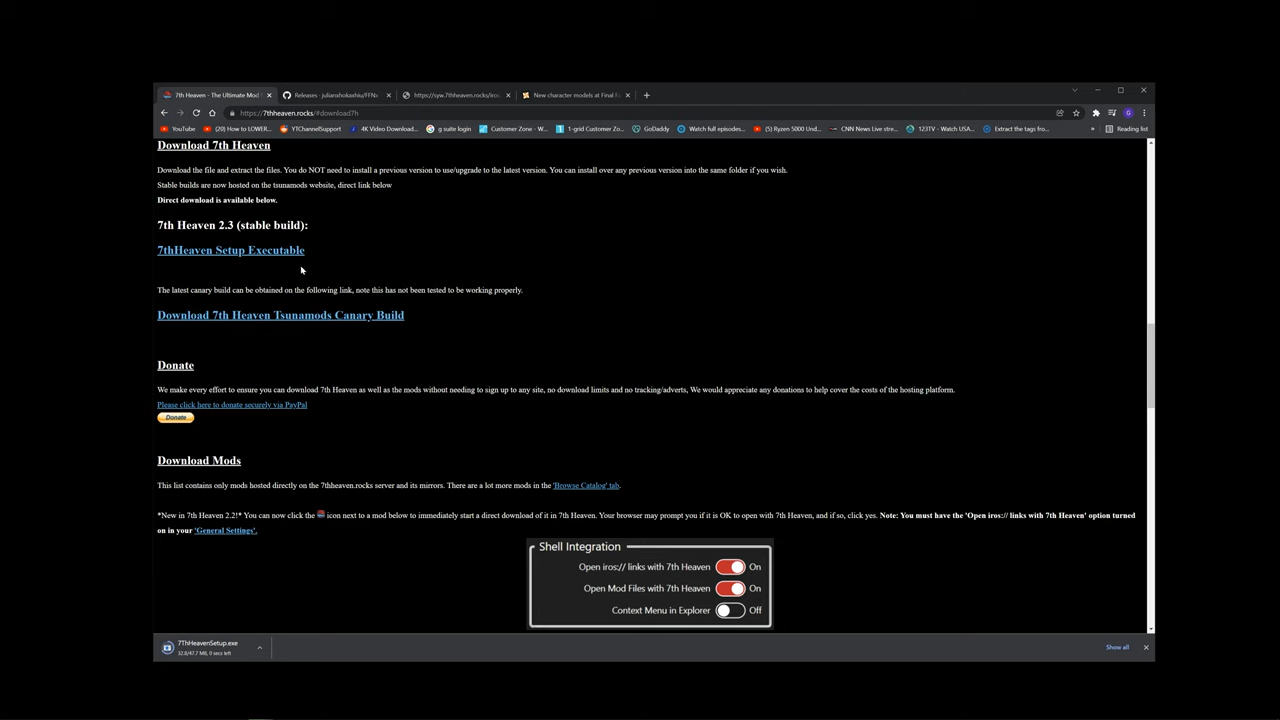 7th Heaven - The Ultimate Mod
Releases · julianxhokaxhiu/FFNx
https://syw.7thheaven.rocks/iros
New character models at Final F
https://7thheaven.rocks/#download7h
YouTube
(20) How to LOWER...
YTChannelSupport
4K Video Download...
g suite login
Customer Zone - W...
1-grid Customer Zo...
GoDaddy
Watch full episodes...
(5) Ryzen 5000 Und...
CNN News Live stre...
123TV - Watch USA...
Extract the tags fro...
Reading list
Download 7th Heaven
Download the file and extract the files. You do NOT need to install a previous version to use/upgrade to the latest version. You can install over any previous version into the same folder if you wish.
Stable builds are now hosted on the tsunamods website, direct link below
Direct download is available below.
7th Heaven 2.3 (stable build):
7thHeaven Setup Executable
The latest canary build can be obtained on the following link, note this has not been tested to be working properly.
Download 7th Heaven Tsunamods Canary Build
Donate
We make every effort to ensure you can download 7th Heaven as well as the mods without needing to sign up to any site, no download limits and no tracking/adverts, We would appreciate any donations to help cover the costs of the hosting platform.
Please click here to donate securely via PayPal
Donate
Download Mods
This list contains only mods hosted directly on the 7thheaven.rocks server and its mirrors. There are a lot more mods in the 'Browse Catalog' tab.
*New in 7th Heaven 2.2!* You can now click the icon next to a mod below to immediately start a direct download of it in 7th Heaven. Your browser may prompt you if it is OK to open with 7th Heaven, and if so, click yes. Note: You must have the 'Open iros:// links with 7th Heaven' option turned
on in your 'General Settings'.
Shell Integration
Open iros:// links with 7th Heaven On
Open Mod Files with 7th Heaven On
Context Menu in Explorer Off
7ThHeavenSetup.exe
32.8/47.7 MB, 0 secs left
Show all